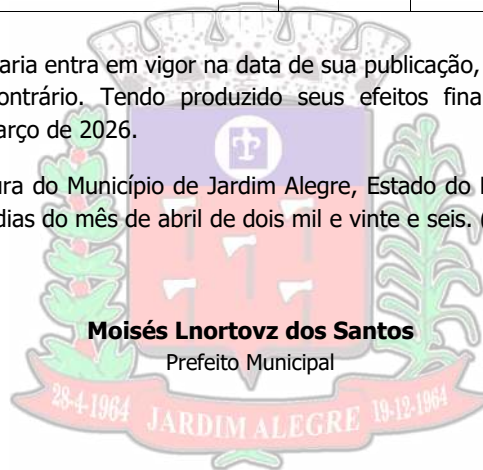 aria entra em vigor na data de sua publicação,
ontrário. Tendo produzido seus efeitos fina
arço de 2026.
ura do Município de Jardim Alegre, Estado do
dias do mês de abril de dois mil e vinte e seis. (
Moisés Lnortovz dos Santos
Prefeito Municipal
28-4-1964 JARDIM ALEGRE 19-12-1964